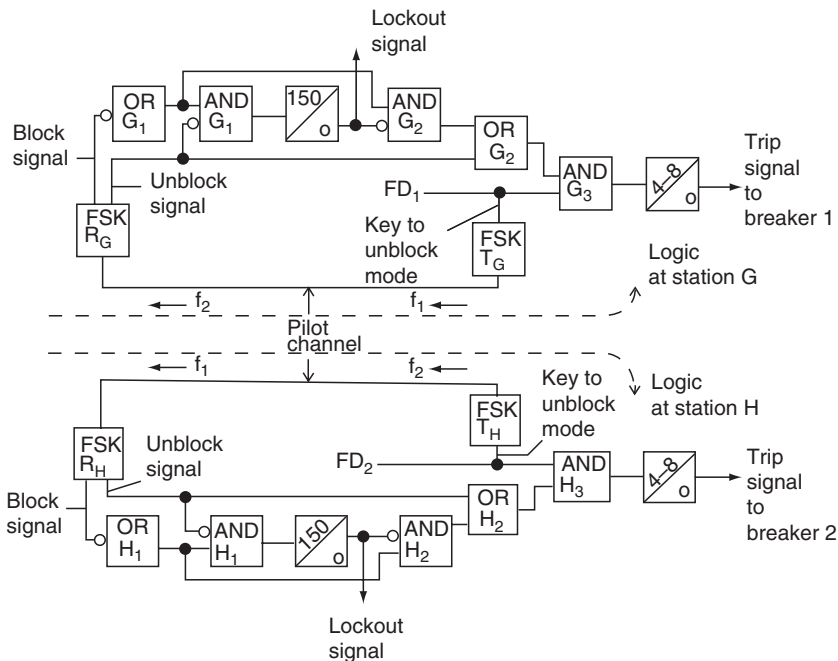 Lockout
signal
OR
G1
AND
G1
150
o
AND
G2
OR
G2
Block
signal
Unblock
signal
FSK
RG
FD1
Key to
unblock
mode
FSK
TG
AND
G3
4–8
o
Trip
signal
to
breaker 1
Logic
at station G
f2
f1
Pilot
channel
f1
f2
Logic
at station H
Key to
unblock
mode
FSK
TH
FSK
RH
Unblock
signal
FD2
AND
H3
4–8
o
Trip
signal
to
breaker 2
Block
signal
OR
H1
AND
H1
150
o
AND
H2
OR
H2
Lockout
signal